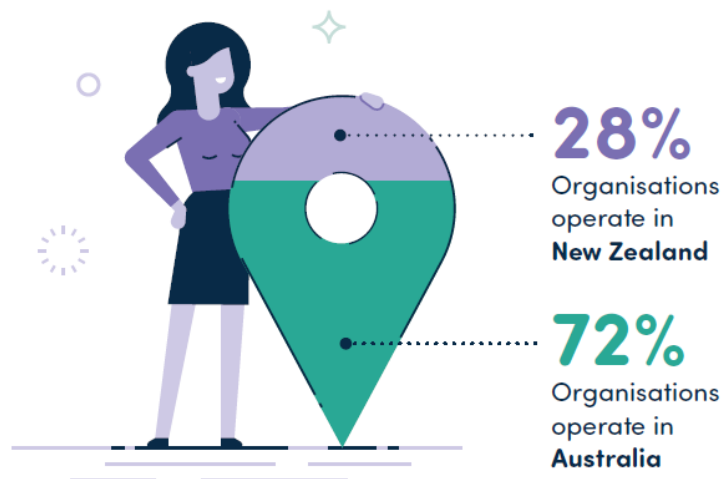 28%
Organisations
operate in
New Zealand
72%
Organisations
operate in
Australia